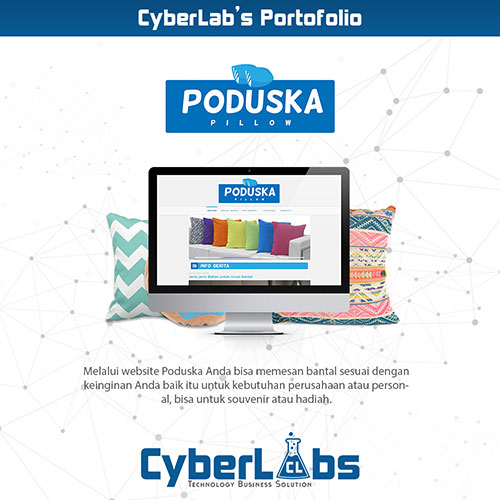 CyberLab's Portofolio
PODUSKA
PILLOW
PODUSKA
PILLOW
INFO BERITA
Melalui website Poduska Anda bisa memesan bantal sesuai dengan
keinginan Anda baik itu untuk kebutuhan perusahaan atau person-
al, bisa untuk souvenir atau hadiah.
CyberLabs
CL
Technology Business Solution